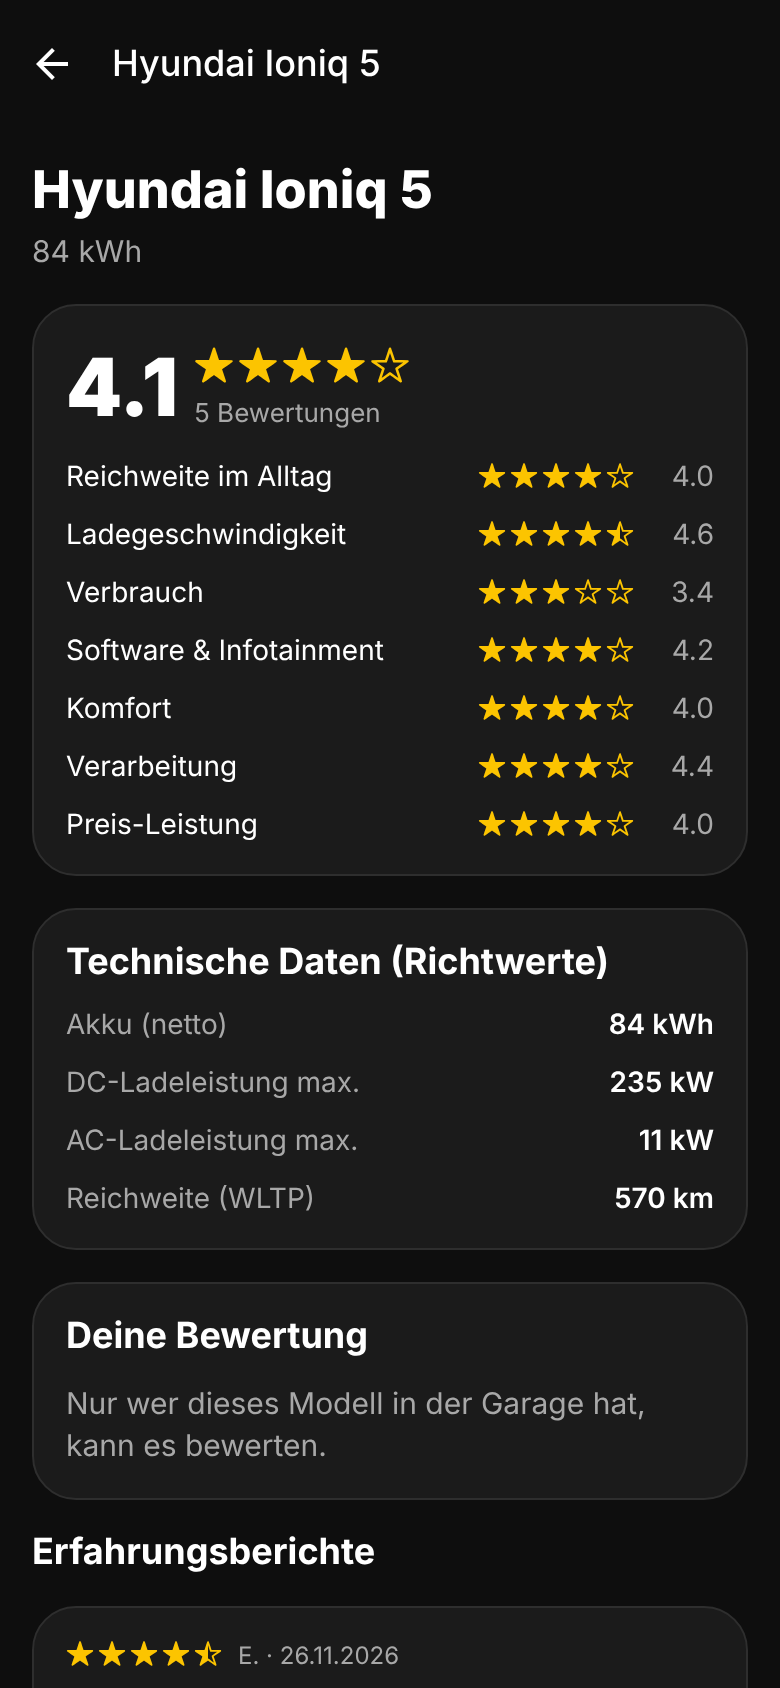 Hyundai Ioniq 5
Hyundai Ioniq 5
84 kWh
4.1
5 Bewertungen
Reichweite im Alltag 4.0
Ladegeschwindigkeit 4.6
Verbrauch 3.4
Software & Infotainment 4.2
Komfort 4.0
Verarbeitung 4.4
Preis-Leistung 4.0
Technische Daten (Richtwerte)
Akku (netto) 84 kWh
DC-Ladeleistung max. 235 kW
AC-Ladeleistung max. 11 kW
Reichweite (WLTP) 570 km
Deine Bewertung
Nur wer dieses Modell in der Garage hat,
kann es bewerten.
Erfahrungsberichte
E. · 26.11.2026